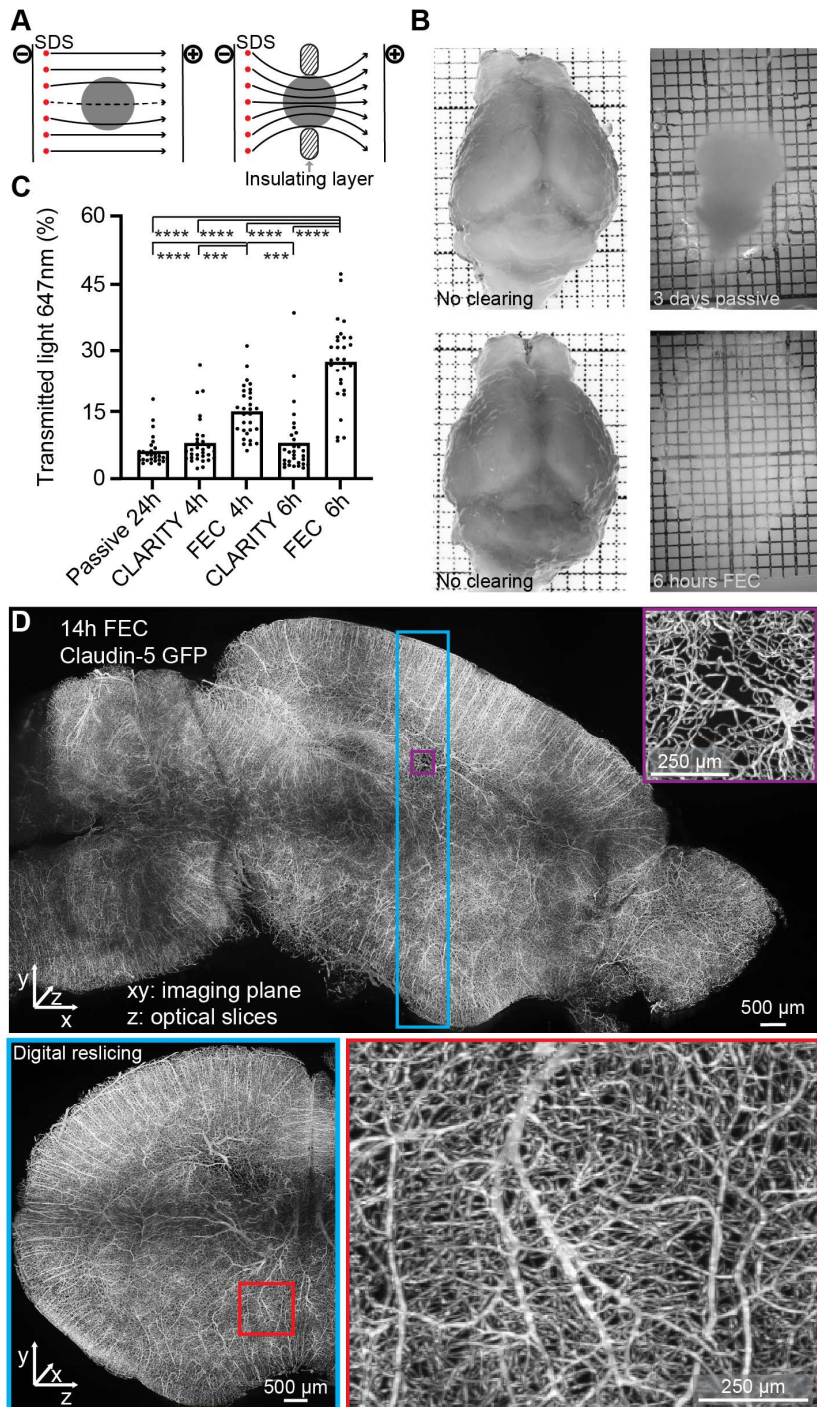 A
SDS
SDS
Insulating layer
B
No clearing
3 days passive
No clearing
6 hours FEC
C
Transmitted light 647nm (%)
60
45
30
15
0
**** **** **** ****
**** *** ***
Passive 24h
CLARITY 4h
FEC 4h
CLARITY 6h
FEC 6h
D
14h FEC
Claudin-5 GFP
250 µm
y
z
x
xy: imaging plane
z: optical slices
500 µm
Digital reslicing
y
x
z
500 µm
250 µm